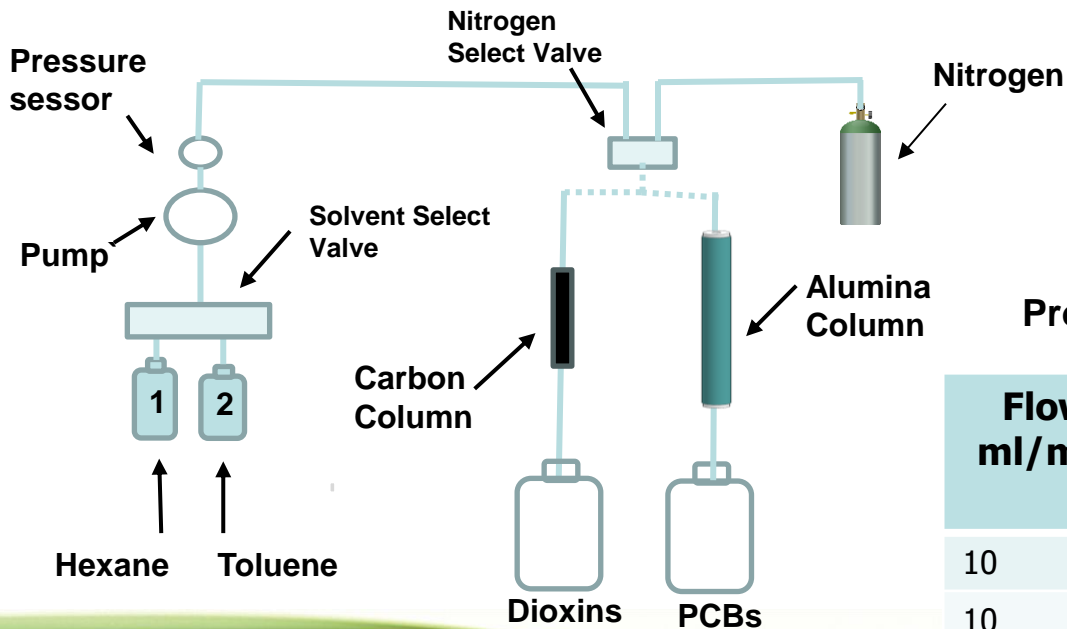 Nitrogen
Select Valve
Pressure
sessor
Nitrogen
Solvent Select
Valve
Pump
Alumina
Column
Carbon
Column
1
2
Hexane
Toluene
Dioxins
PCBs
10
10